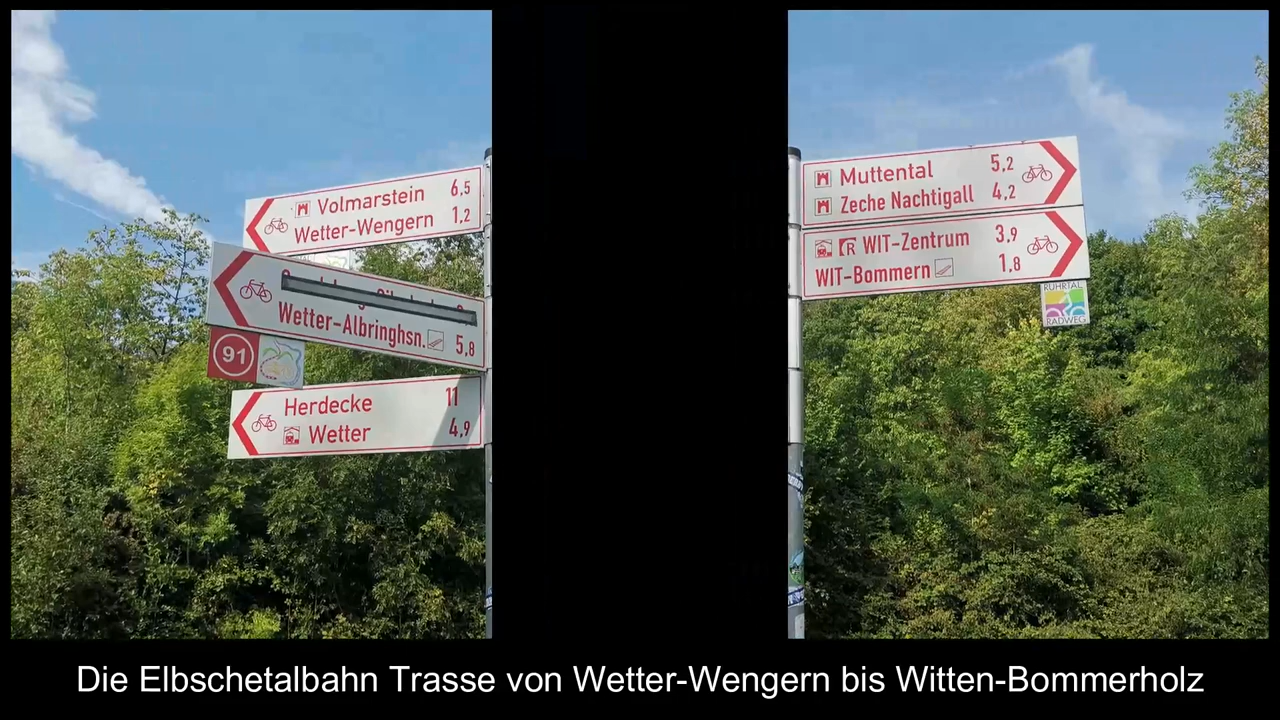 Volmarstein 6,5
Wetter-Wengern 1,2
Wetter-Albringhsn. 5,8
91
Herdecke 11
Wetter 4,9
Muttental 5,2
Zeche Nachtigall 4,2
R WIT-Zentrum 3,9
WIT-Bommern 1,8
RUHRTAL
RADWEG
Die Elbschetalbahn Trasse von Wetter-Wengern bis Witten-Bommerholz